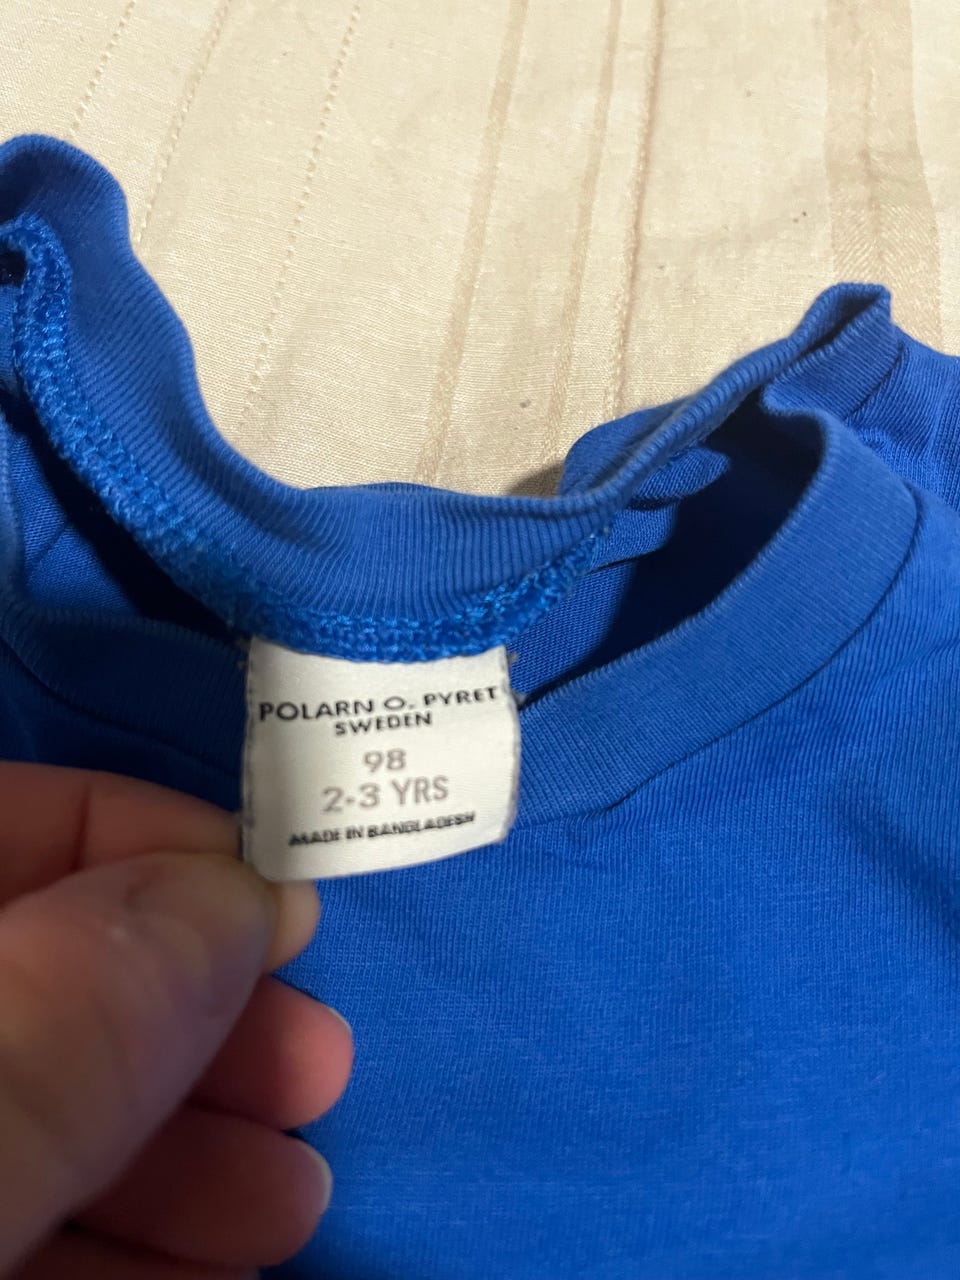 POLARN O. PYRET
SWEDEN
98
2-3 YRS
MADE IN BANGLADESH